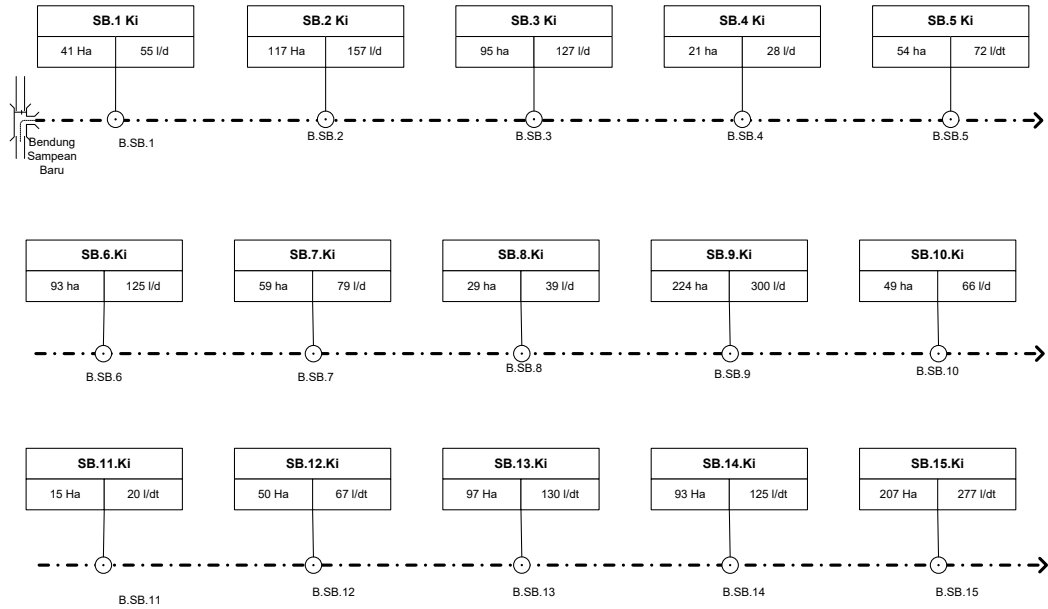 SB.1 Ki SB.2 Ki SB.3 Ki SB.4 Ki SB.5 Ki
41 Ha 55 l/d 117 Ha 157 l/d 95 ha 127 l/d 21 ha 28 l/d 54 ha 72 l/dt
B.SB.1 B.SB.2 B.SB.3 B.SB.4 B.SB.5
Bendung
Sampean
Baru
SB.6.Ki SB.7.Ki SB.8.Ki SB.9.Ki SB.10.Ki
93 ha 125 l/d 59 ha 79 l/d 29 ha 39 l/d 224 ha 300 l/d 49 ha 66 l/d
B.SB.6 B.SB.7 B.SB.8 B.SB.9 B.SB.10
SB.11.Ki SB.12.Ki SB.13.Ki SB.14.Ki SB.15.Ki
15 Ha 20 l/dt 50 Ha 67 l/dt 97 Ha 130 l/dt 93 Ha 125 l/dt 207 Ha 277 l/dt
B.SB.11 B.SB.12 B.SB.13 B.SB.14 B.SB.15